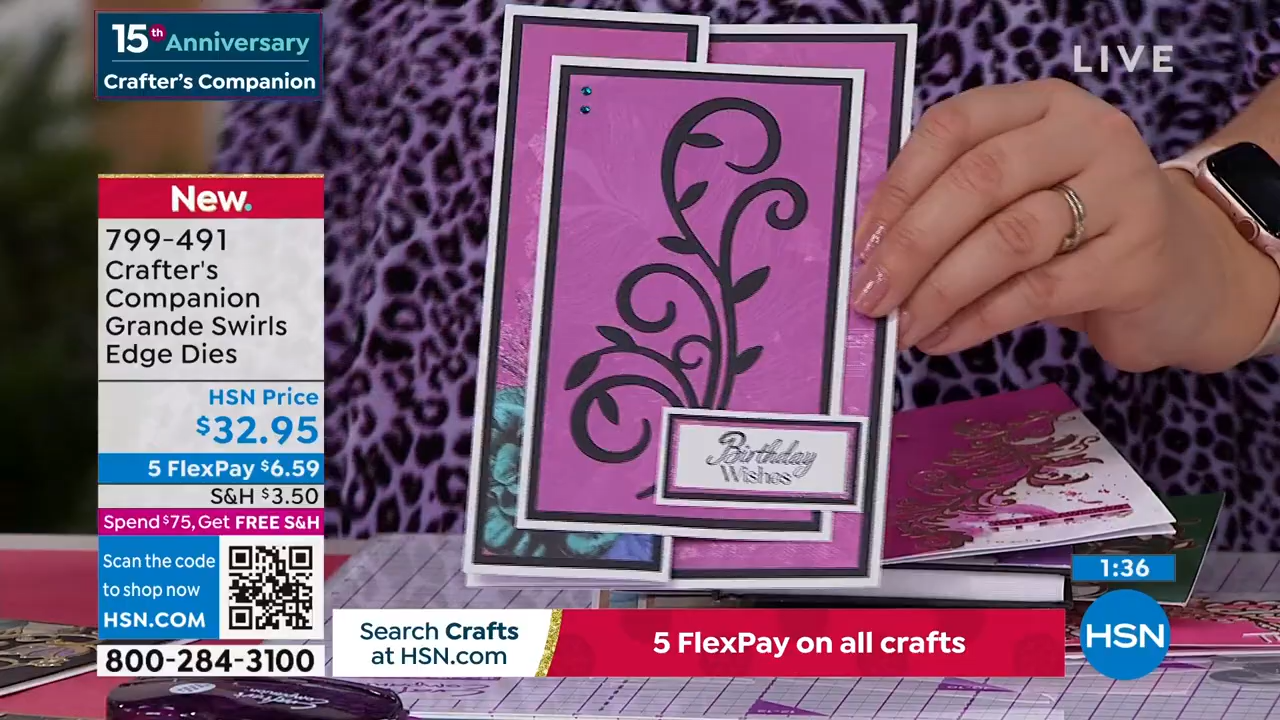 15th Anniversary
Crafter's Companion
LIVE
New.
799-491
Crafter's
Companion
Grande Swirls
Edge Dies
HSN Price
$32.95
5 FlexPay $6.59
S&H $3.50
Spend $75, Get FREE S&H
Scan the code
to shop now
HSN.COM
800-284-3100
Birthday
Wishes
1:36
HSN
Search Crafts
at HSN.com
5 FlexPay on all crafts
Crafter's
Companion